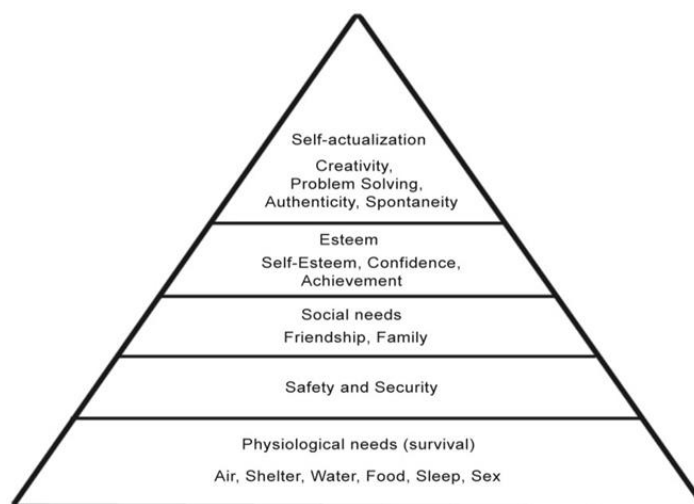 Self-actualization
Creativity,
Problem Solving,
Authenticity, Spontaneity
Esteem
Self-Esteem, Confidence,
Achievement
Social needs
Friendship, Family
Safety and Security
Physiological needs (survival)
Air, Shelter, Water, Food, Sleep, Sex